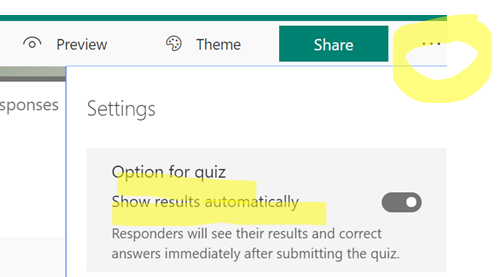 Preview Theme Share ...
sponses
Settings
Option for quiz
Show results automatically
Responders will see their results and correct
answers immediately after submitting the quiz.